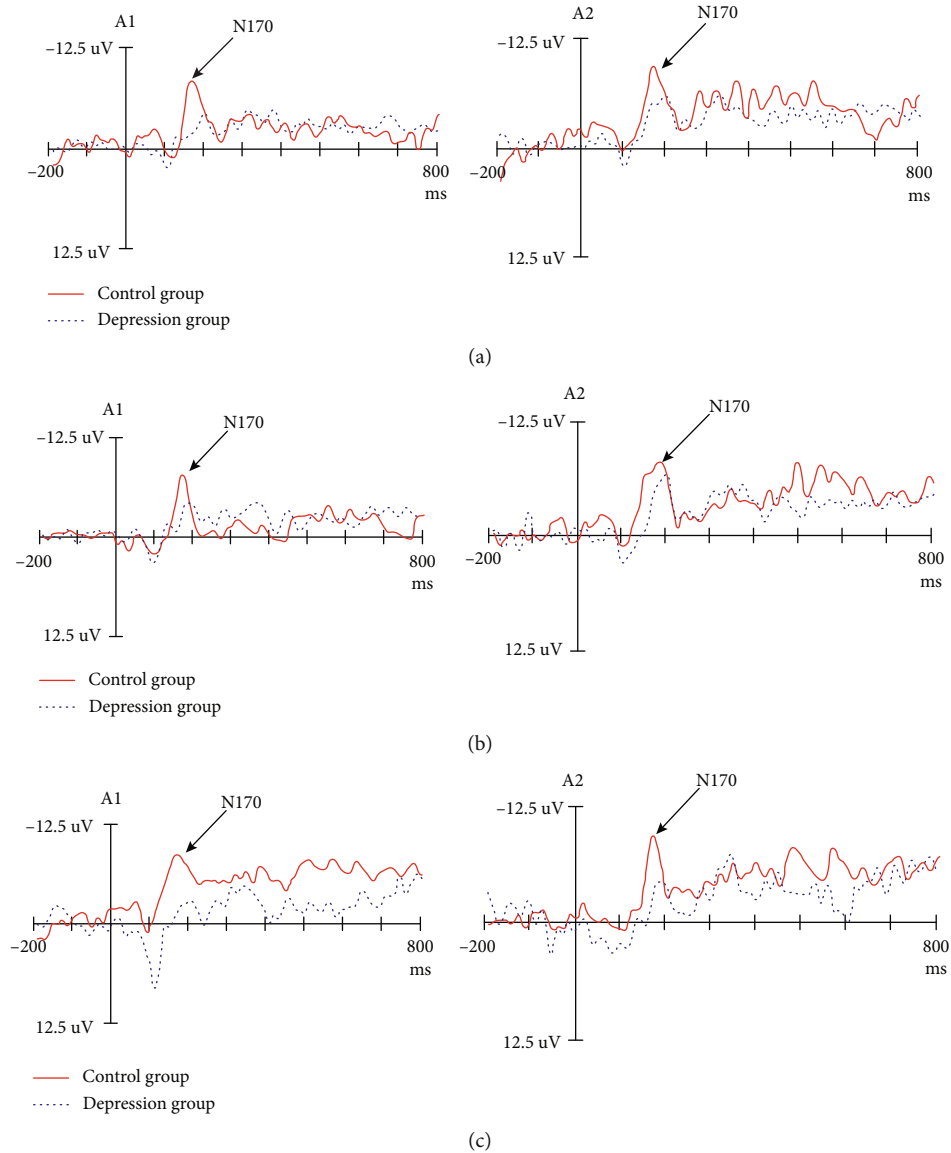 A1
N170
−12.5 uV
−200
800
ms
12.5 uV
A2
N170
−12.5 uV
−200
800
ms
12.5 uV
Control group
Depression group
(a)
A1
N170
−12.5 uV
−200
800
ms
12.5 uV
A2
N170
−12.5 uV
−200
800
ms
12.5 uV
Control group
Depression group
(b)
A1
N170
−12.5 uV
−200
800
ms
12.5 uV
A2
N170
−12.5 uV
−200
800
ms
12.5 uV
Control group
Depression group
(c)